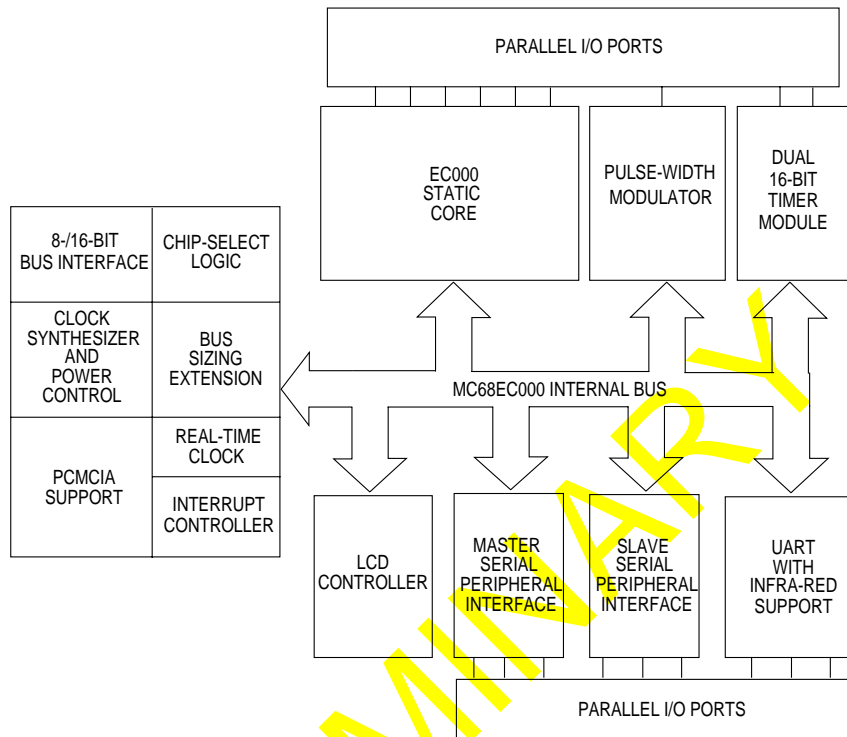 PARALLEL I/O PORTS
EC000
STATIC
CORE
PULSE-WIDTH
MODULATOR
DUAL
16-BIT
TIMER
MODULE
8-/16-BIT
BUS INTERFACE
CHIP-SELECT
LOGIC
CLOCK
SYNTHESIZER
AND
POWER
CONTROL
BUS
SIZING
EXTENSION
MC68EC000 INTERNAL BUS
PCMCIA
SUPPORT
REAL-TIME
CLOCK
INTERRUPT
CONTROLLER
LCD
CONTROLLER
MASTER
SERIAL
PERIPHERAL
INTERFACE
SLAVE
SERIAL
PERIPHERAL
INTERFACE
UART
WITH
INFRA-RED
SUPPORT
PARALLEL I/O PORTS
MINARY